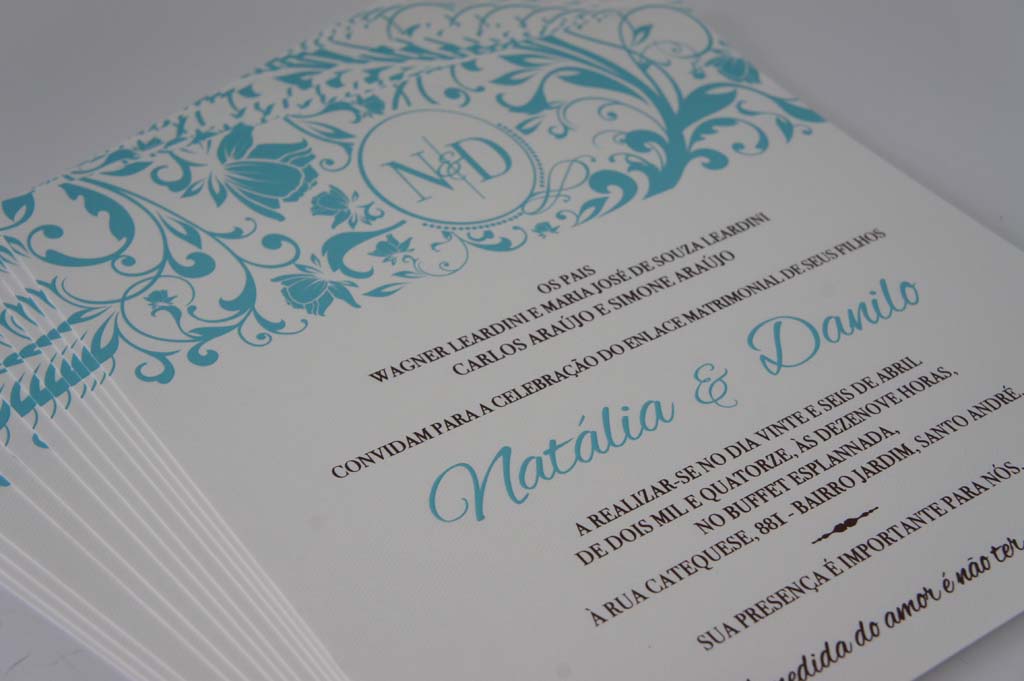 N&D
OS PAIS
WAGNER LEARDINI E MARIA JOSÉ DE SOUZA LEARDINI
CARLOS ARAÚJO E SIMONE ARAÚJO
CONVIDAM PARA A CELEBRAÇÃO DO ENLACE MATRIMONIAL DE SEUS FILHOS
Natália & Danilo
A REALIZAR-SE NO DIA VINTE E SEIS DE ABRIL
DE DOIS MIL E QUATORZE, ÀS DEZENOVE HORAS,
NO BUFFET ESPLANNADA,
À RUA CATEQUESE, 881 - BAIRRO JARDIM, SANTO ANDRÉ.
SUA PRESENÇA É IMPORTANTE PARA NÓS.
medida do amor é não ter